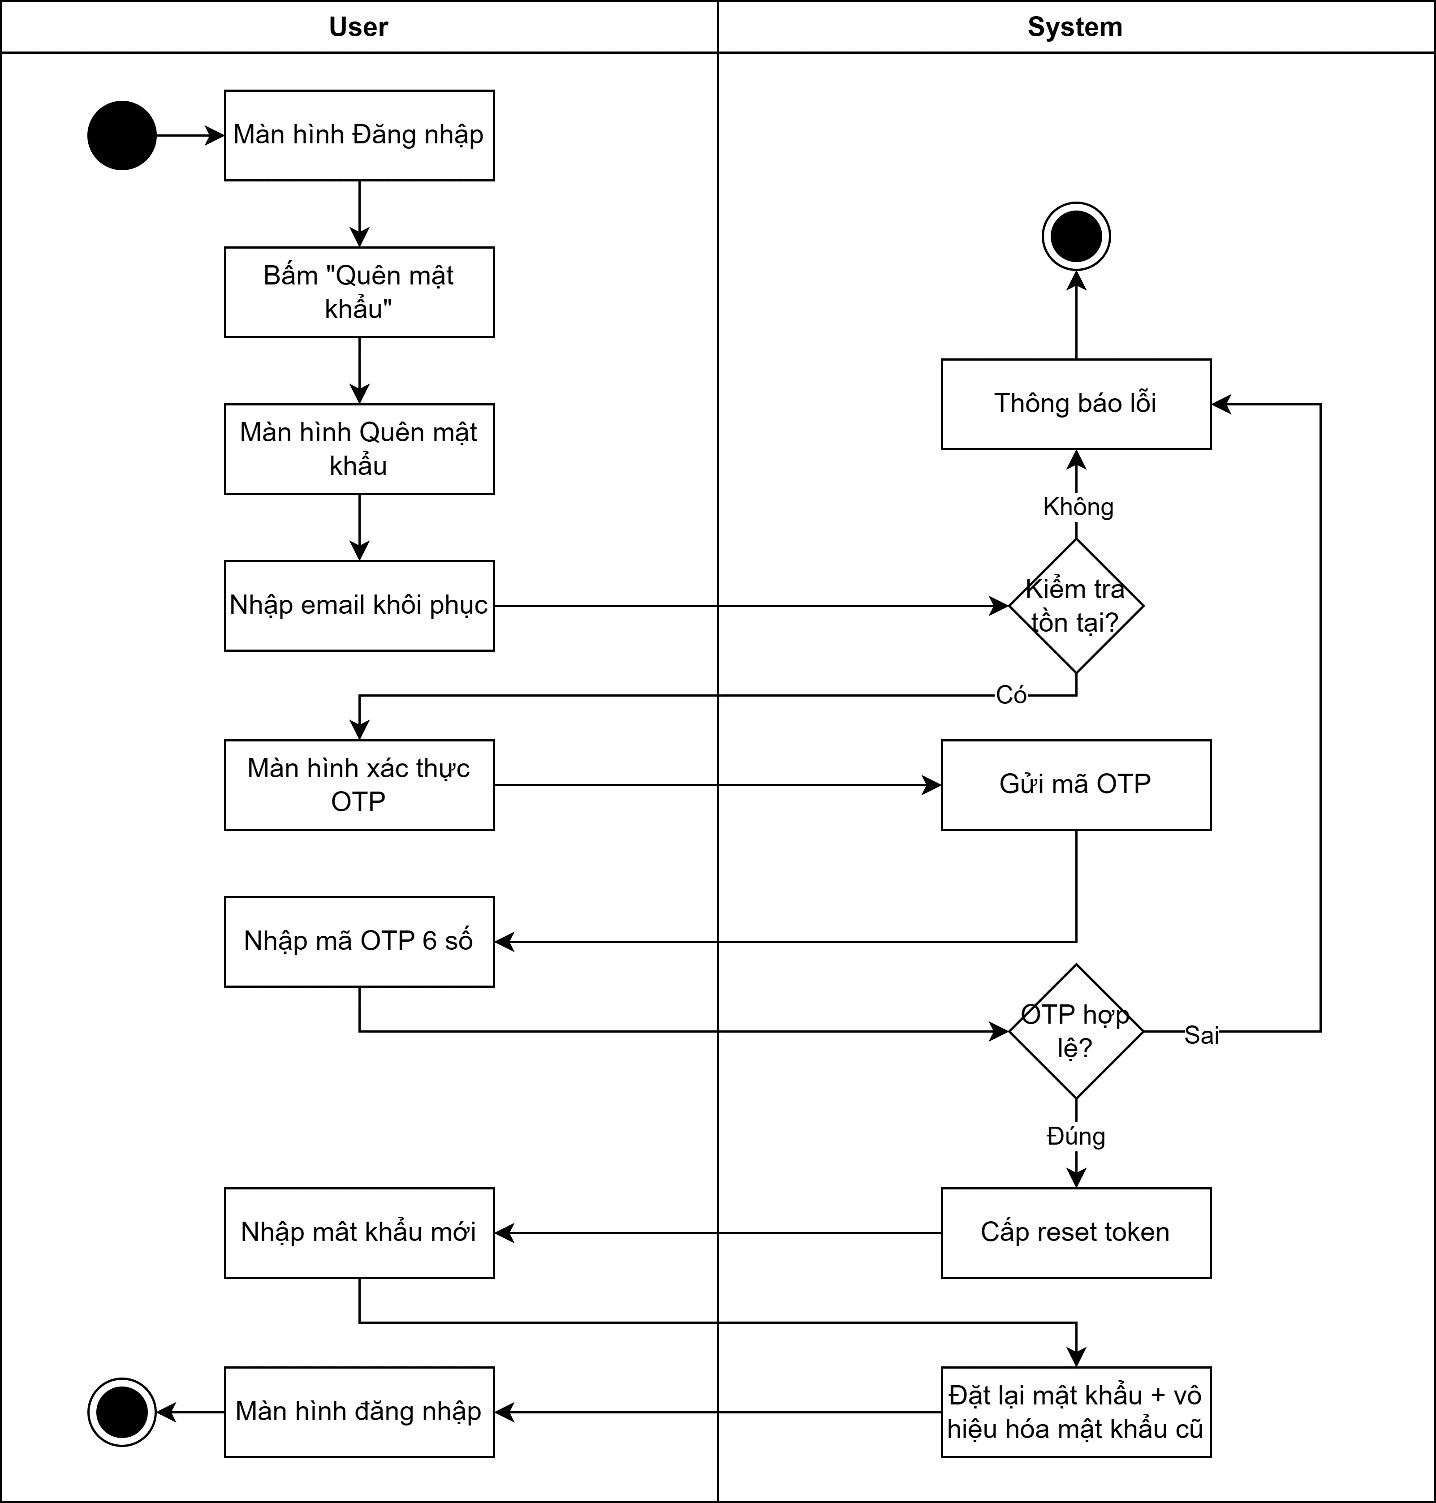 User
System
Màn hình Đăng nhập
Bấm "Quên mật
khẩu"
Màn hình Quên mật
khẩu
Thông báo lỗi
Không
Nhập email khôi phục
Kiểm tra
tồn tại?
Có
Màn hình xác thực
OTP
Gửi mã OTP
Nhập mã OTP 6 số
OTP hợp
lệ?
Sai
Đúng
Nhập mât khẩu mới
Cấp reset token
Màn hình đăng nhập
Đặt lại mật khẩu + vô
hiệu hóa mật khẩu cũ